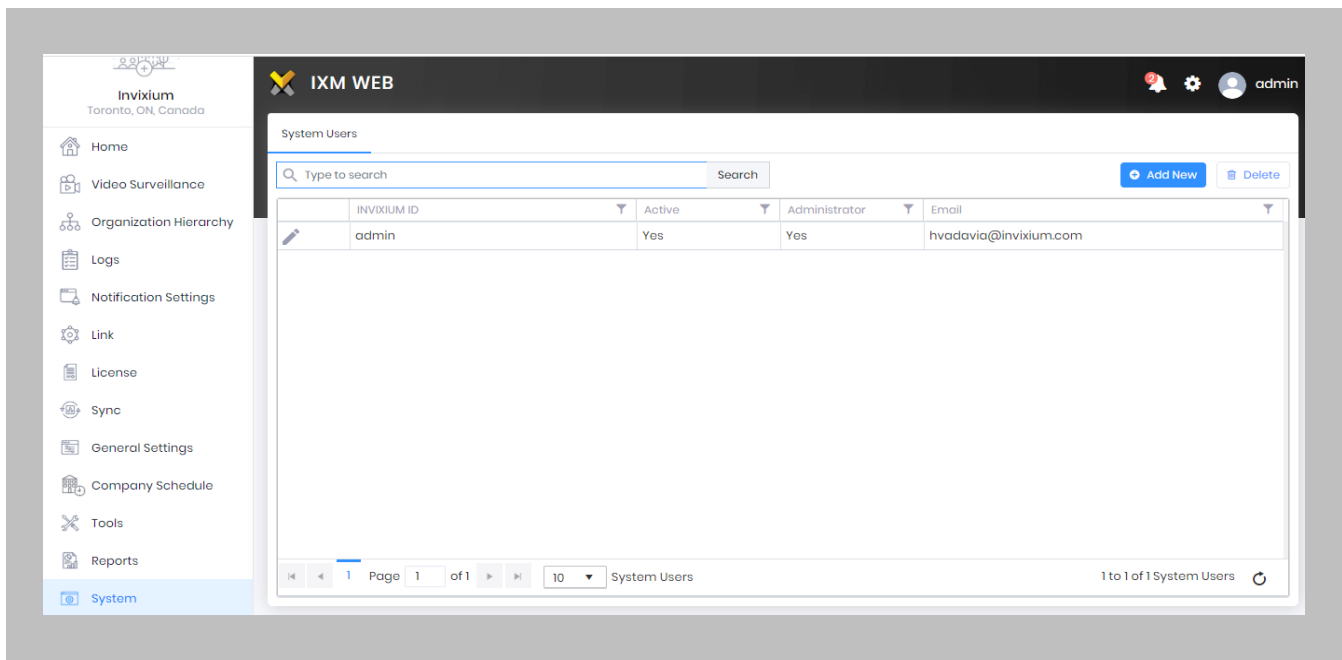 Invixium
Toronto, ON, Canada
Home
Video Surveillance
Organization Hierarchy
Logs
Notification Settings
Link
License
Sync
General Settings
Company Schedule
Tools
Reports
System
IXM WEB
2
admin
System Users
Type to search
Search
Add New
Delete
INVIXIUM ID Active Administrator Email
admin Yes Yes hvadavia@invixium.com
1 Page 1 of 1 10 System Users 1 to 1 of 1 System Users